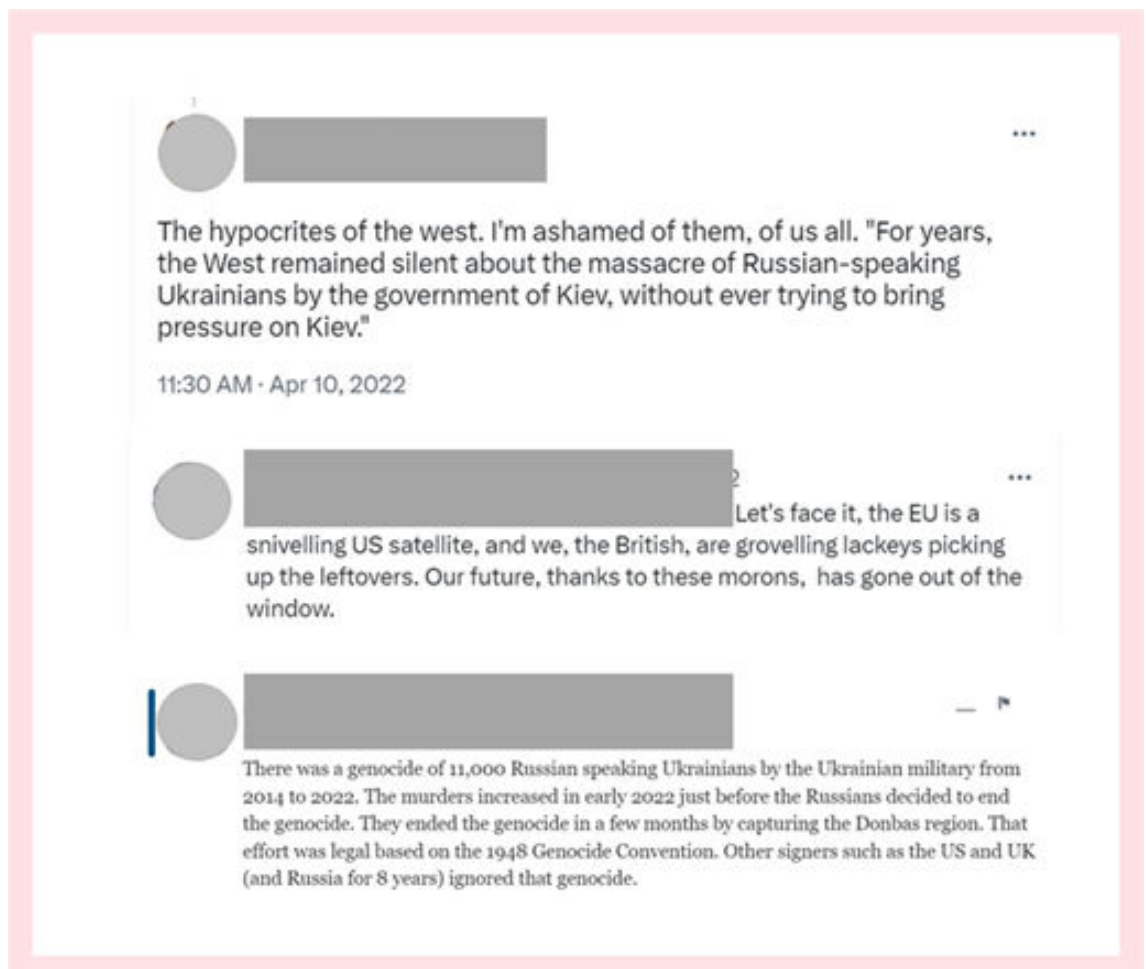 The hypocrites of the west. I'm ashamed of them, of us all. "For years,
the West remained silent about the massacre of Russian-speaking
Ukrainians by the government of Kiev, without ever trying to bring
pressure on Kiev."
11:30 AM · Apr 10, 2022
2
Let's face it, the EU is a
snivelling US satellite, and we, the British, are grovelling lackeys picking
up the leftovers. Our future, thanks to these morons, has gone out of the
window.
There was a genocide of 11,000 Russian speaking Ukrainians by the Ukrainian military from
2014 to 2022. The murders increased in early 2022 just before the Russians decided to end
the genocide. They ended the genocide in a few months by capturing the Donbas region. That
effort was legal based on the 1948 Genocide Convention. Other signers such as the US and UK
(and Russia for 8 years) ignored that genocide.